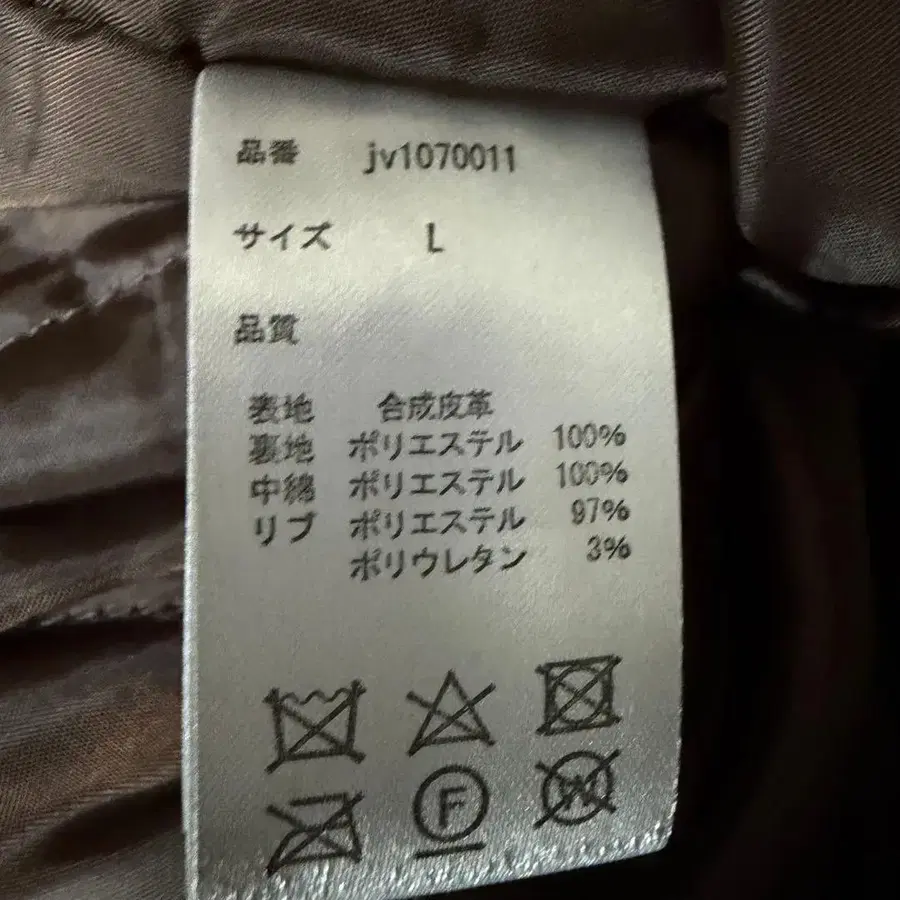 品番 jv1070011
サイズ L
品質
表地 合成皮革
裏地 ポリエステル 100%
中綿 ポリエステル 100%
リブ ポリエステル 97%
ポリウレタン 3%
F
W